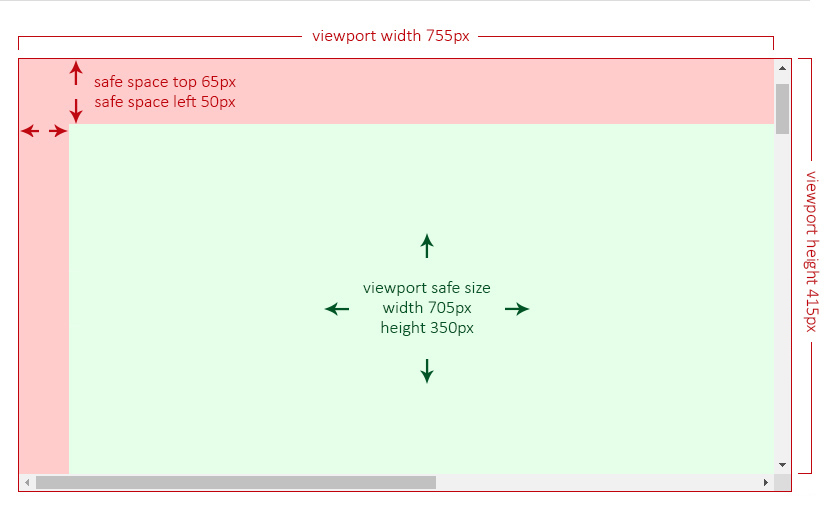 viewport width 755px
safe space top 65px
safe space left 50px
viewport safe size
width 705px
height 350px
viewport height 415px